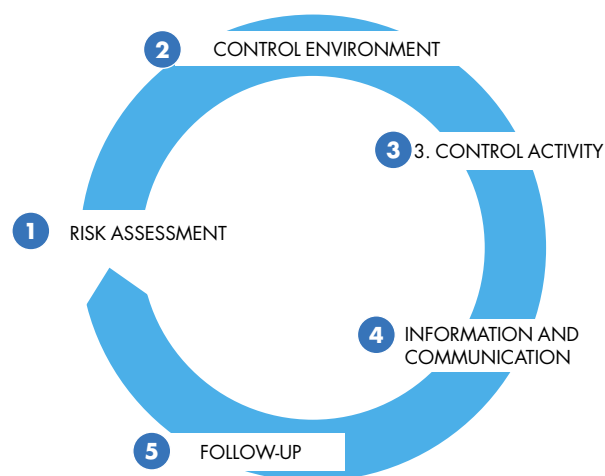 1 RISK ASSESSMENT
2 CONTROL ENVIRONMENT
3 3. CONTROL ACTIVITY
4 INFORMATION AND
COMMUNICATION
5 FOLLOW-UP